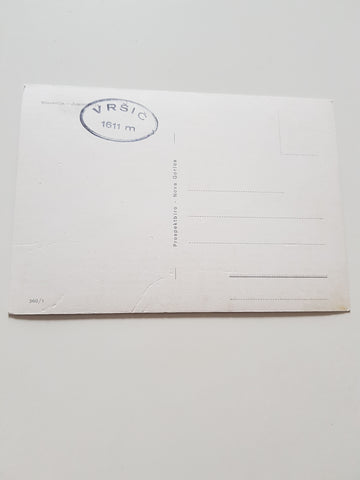 VRŠIČ
1611 m
Prospektbiro - Nova Gorica
360/1